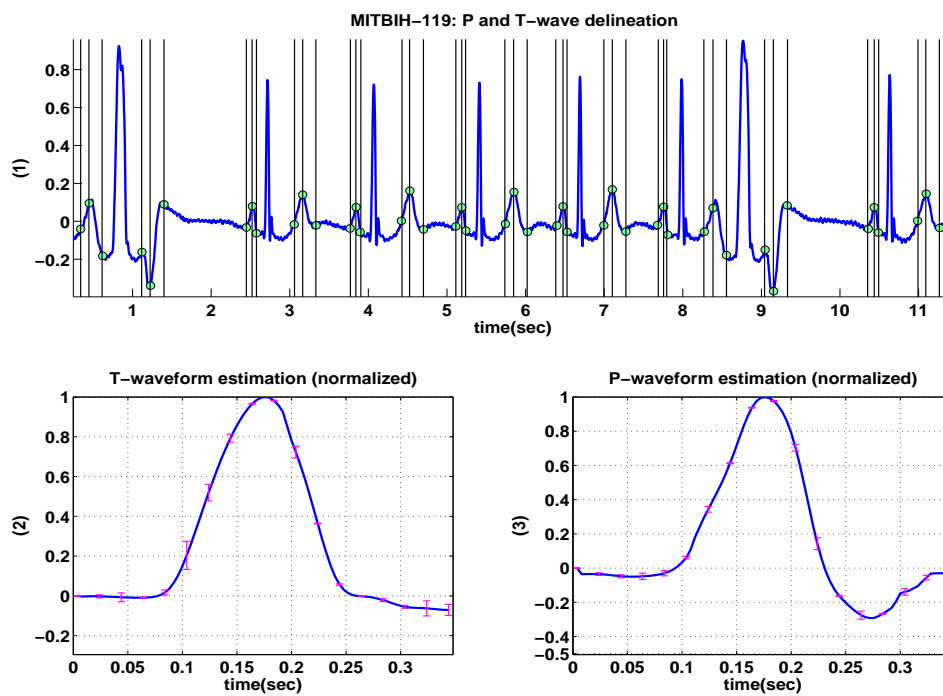 MITBIH−119: P and T−wave delineation
0.8
0.6
0.4
0.2
0
−0.2
(1)
1 2 3 4 5 6 7 8 9 10 11
time(sec)
T−waveform estimation (normalized)
1
0.8
0.6
0.4
0.2
0
−0.2
(2)
0 0.05 0.1 0.15 0.2 0.25 0.3
time(sec)
P−waveform estimation (normalized)
1
0.8
0.6
0.4
0.2
0
−0.2
−0.4
−0.5
(3)
0 0.05 0.1 0.15 0.2 0.25 0.3
time(sec)